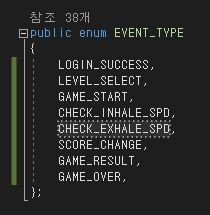 참조 38개
public enum EVENT_TYPE
{
LOGIN_SUCCESS,
LEVEL_SELECT,
GAME_START,
CHECK_INHALE_SPD,
CHECK_EXHALE_SPD,
SCORE_CHANGE,
GAME_RESULT,
GAME_OVER,
};